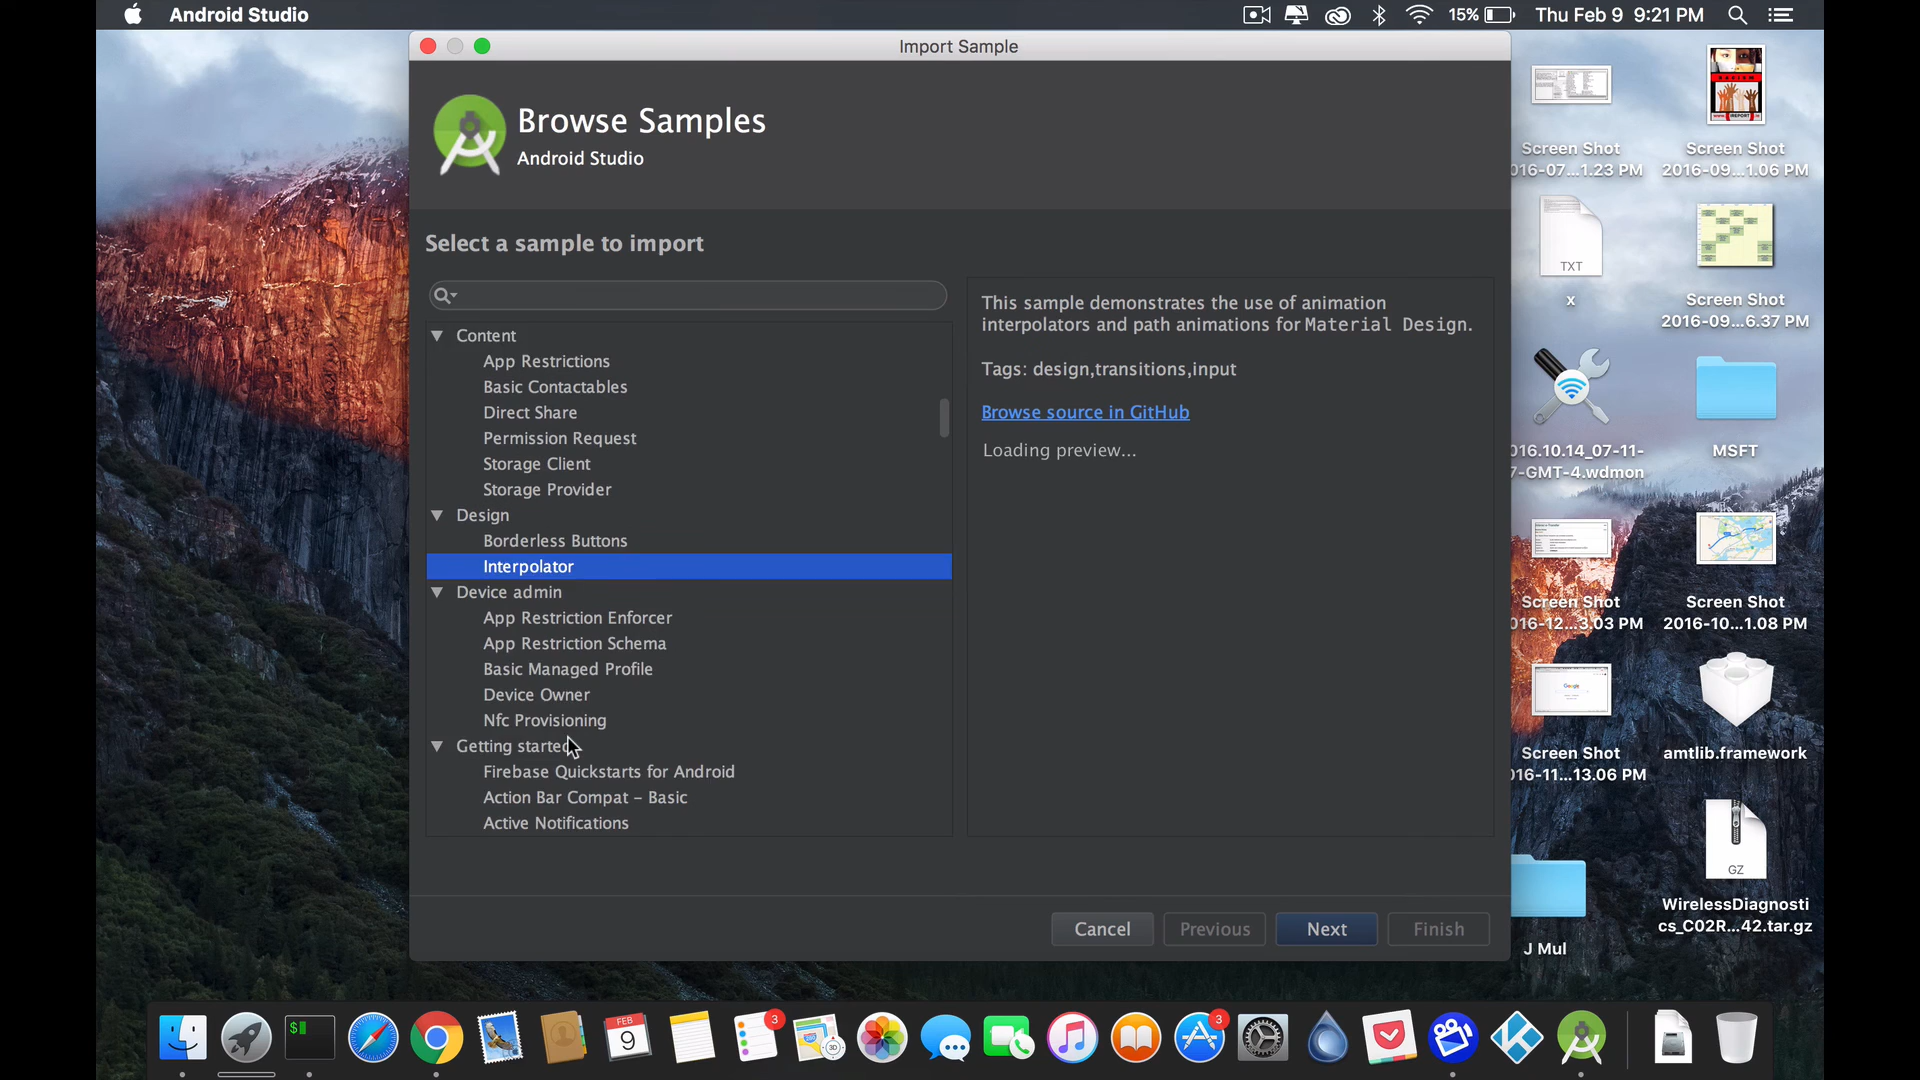 Android Studio
15%
Thu Feb 9 9:21 PM
Import Sample
Browse Samples
Android Studio
Select a sample to import
Content
App Restrictions
Basic Contactables
Direct Share
Permission Request
Storage Client
Storage Provider
Design
Borderless Buttons
Interpolator
Device admin
App Restriction Enforcer
App Restriction Schema
Basic Managed Profile
Device Owner
Nfc Provisioning
Getting started
Firebase Quickstarts for Android
Action Bar Compat – Basic
Active Notifications
This sample demonstrates the use of animation
interpolators and path animations for Material Design.
Tags: design,transitions,input
Browse source in GitHub
Loading preview...
Cancel
Previous
Next
Finish
Screen Shot
016-07...1.23 PM
Screen Shot
2016-09...1.06 PM
TXT
x
Screen Shot
2016-09...6.37 PM
016.10.14_07-11-
7-GMT-4.wdmon
MSFT
Screen Shot
016-12...3.03 PM
Screen Shot
2016-10...1.08 PM
Screen Shot
016-11...13.06 PM
amtlib.framework
J Mul
GZ
WirelessDiagnosti
cs_C02R...42.tar.gz
$
FEB
9
3
3D
3